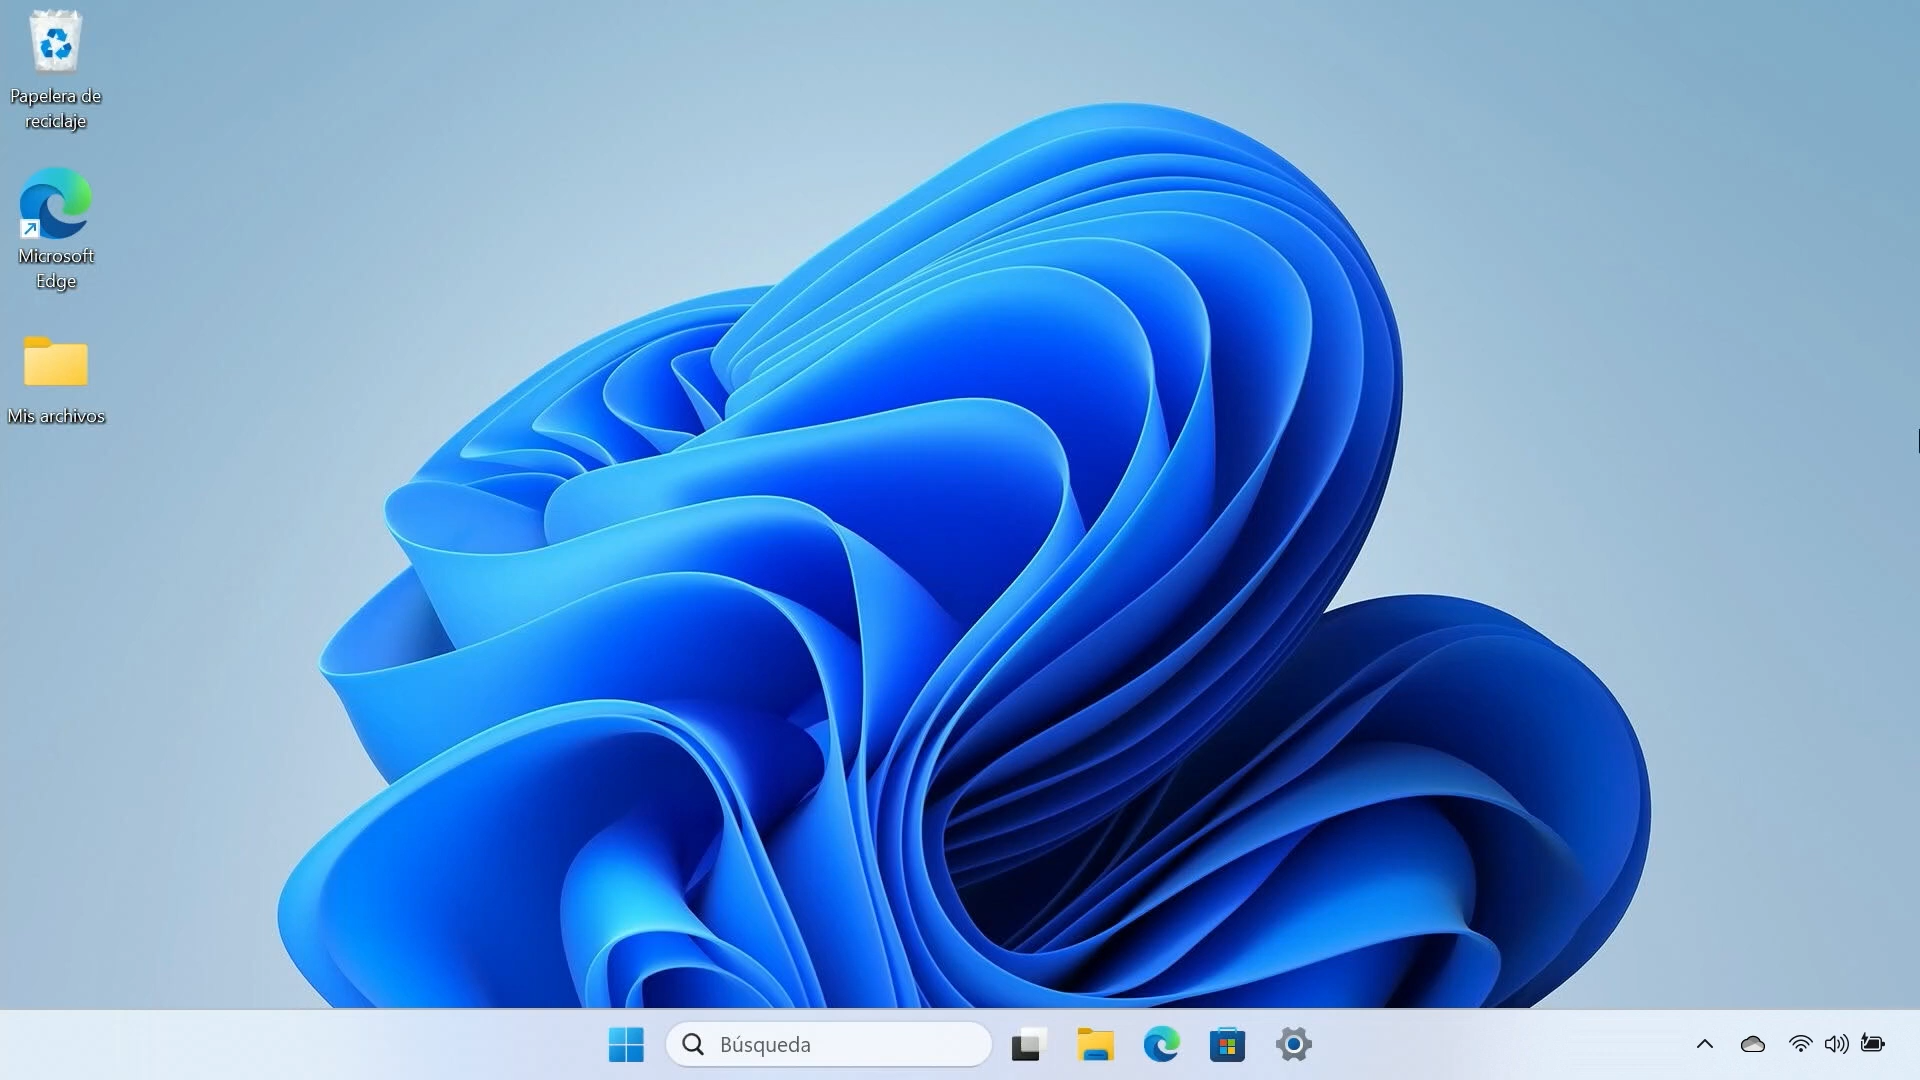 Papelera de
reciclaje
Microsoft
Edge
Mis archivos
Búsqueda